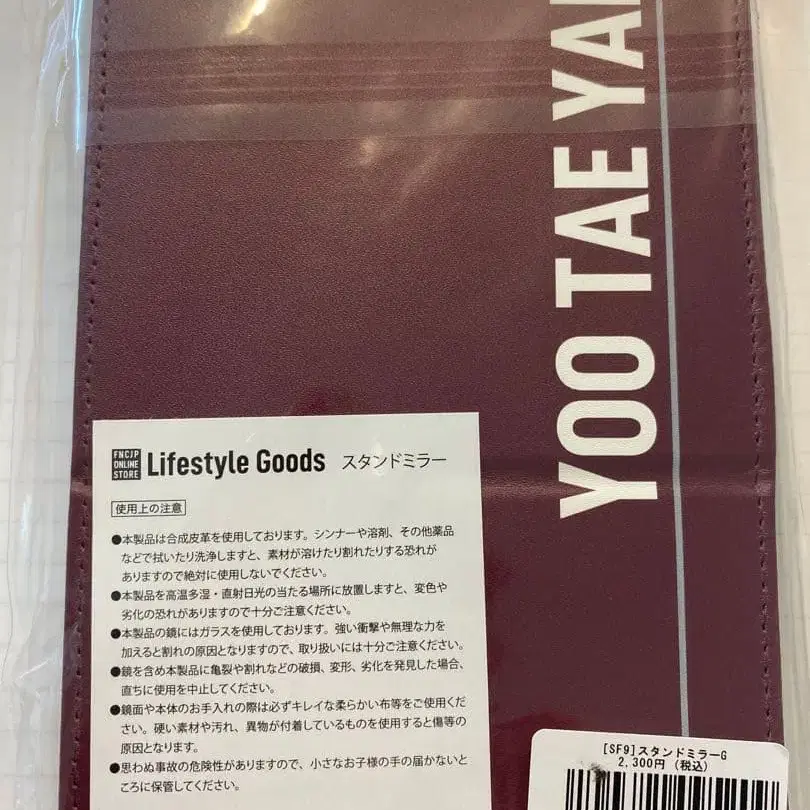 YOO TAE YAN
FNCJP
ONLINE
STORE
Lifestyle Goods スタンドミラー
使用上の注意
●本製品は合成皮革を使用しております。シンナーや溶剤、その他薬品
などで拭いたり洗浄しますと、素材が溶けたり割れたりする恐れが
ありますので絶対に使用しないでください。
●本製品を高温多湿・直射日光の当たる場所に放置しますと、変色や
劣化の恐れがありますので十分ご注意ください。
●本製品の鏡にはガラスを使用しております。強い衝撃や無理な力を
加えると割れの原因となりますので、取り扱いには十分ご注意ください。
●鏡を含め本製品に亀裂や割れなどの破損、変形、劣化を発見した場合、
直ちに使用を中止してください。
●鏡面や本体のお手入れの際は必ずキレイな柔らかい布等をご使用くだ
さい。硬い素材や汚れ、異物が付着しているものを使用すると傷等の
原因となります。
●思わぬ事故の危険性がありますので、小さなお子様の手の届かないと
ころに保管してください。
[SF9]スタンドミラーG
2,300円 (税込)